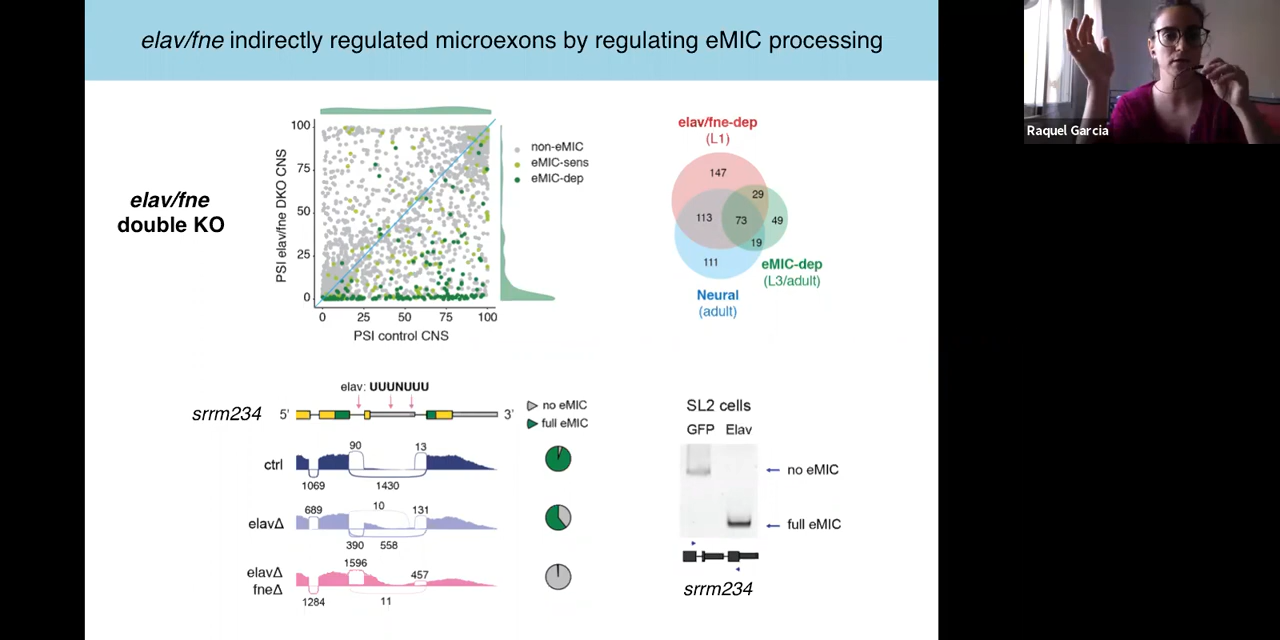 elav/fne indirectly regulated microexons by regulating eMIC processing
Raquel Garcia
elav/fne
double KO
PSI elav/fne DKO CNS
100
75
50
25
0
0 25 50 75 100
PSI control CNS
non-eMIC
eMIC-sens
eMIC-dep
elav/fne-dep
(L1)
147
29
113
73
49
19
111
eMIC-dep
(L3/adult)
Neural
(adult)
elav: UUUNUUU
srrm234 5' 3'
no eMIC
full eMIC
ctrl
90 13
1069 1430
elavΔ
689 10 131
390 558
elavΔ
fneΔ
1596 457
1284 11
SL2 cells
GFP Elav
no eMIC
full eMIC
srrm234